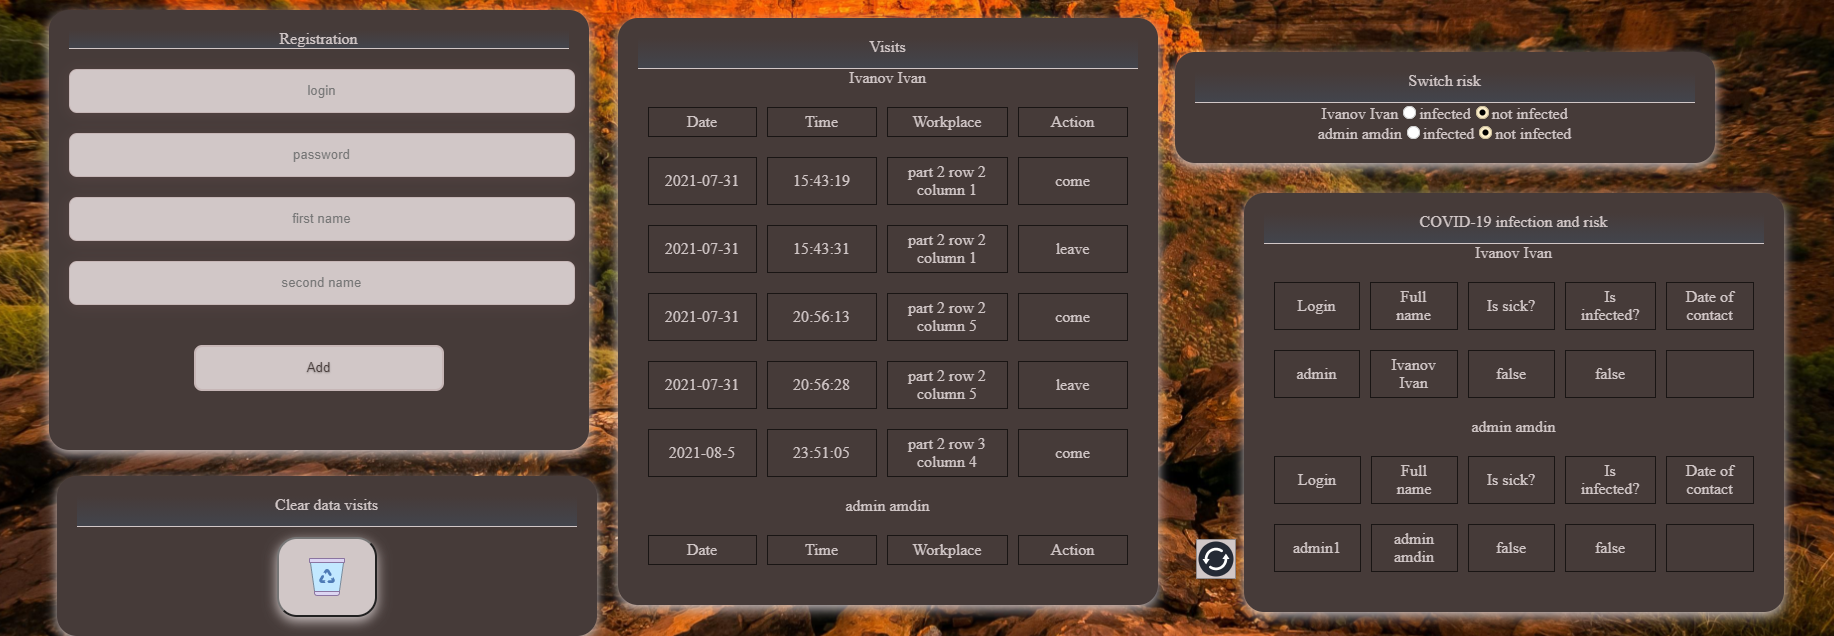 Registration
login
password
first name
second name
Add
Clear data visits
Visits
Ivanov Ivan
Date Time Workplace Action
2021-07-31 15:43:19 part 2 row 2 column 1 come
2021-07-31 15:43:31 part 2 row 2 column 1 leave
2021-07-31 20:56:13 part 2 row 2 column 5 come
2021-07-31 20:56:28 part 2 row 2 column 5 leave
2021-08-5 23:51:05 part 2 row 3 column 4 come
admin amdin
Date Time Workplace Action
Switch risk
Ivanov Ivan infected not infected
admin amdin infected not infected
COVID-19 infection and risk
Ivanov Ivan
Login Full name Is sick? Is infected? Date of contact
admin Ivanov Ivan false false
admin amdin
Login Full name Is sick? Is infected? Date of contact
admin1 admin amdin false false